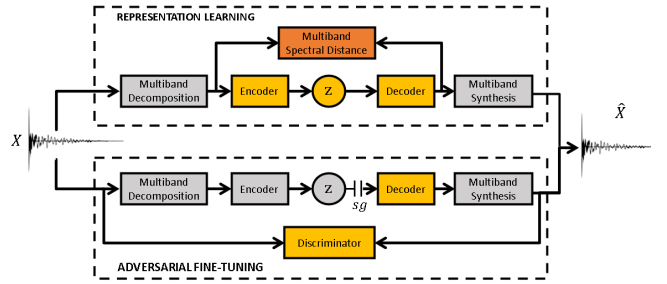 REPRESENTATION LEARNING
Multiband
Spectral Distance
Multiband
Decomposition
Encoder
Z
Decoder
Multiband
Synthesis
X
X̂
Multiband
Decomposition
Encoder
Z
sg
Decoder
Multiband
Synthesis
Discriminator
ADVERSARIAL FINE-TUNING